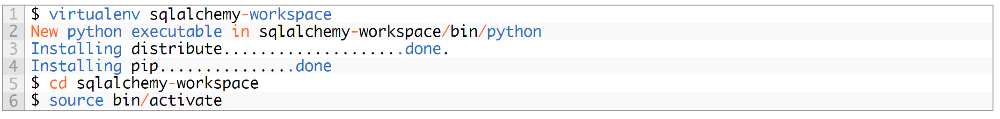 1 $ virtualenv sqlalchemy-workspace
2 New python executable in sqlalchemy-workspace/bin/python
3 Installing distribute....................done.
4 Installing pip...............done
5 $ cd sqlalchemy-workspace
6 $ source bin/activate